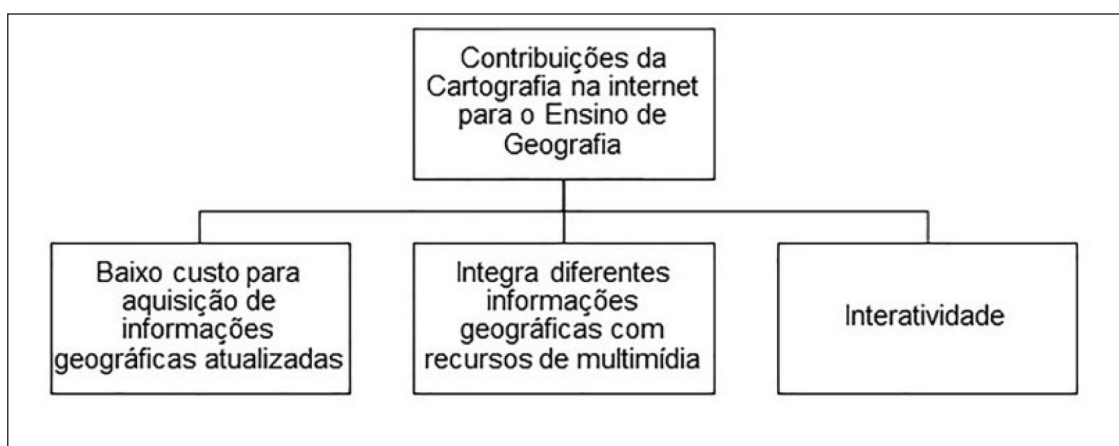 Contribuições da
Cartografia na internet
para o Ensino de
Geografia
Baixo custo para
aquisição de
informações
geográficas atualizadas
Integra diferentes
informações
geográficas com
recursos de multimídia
Interatividade